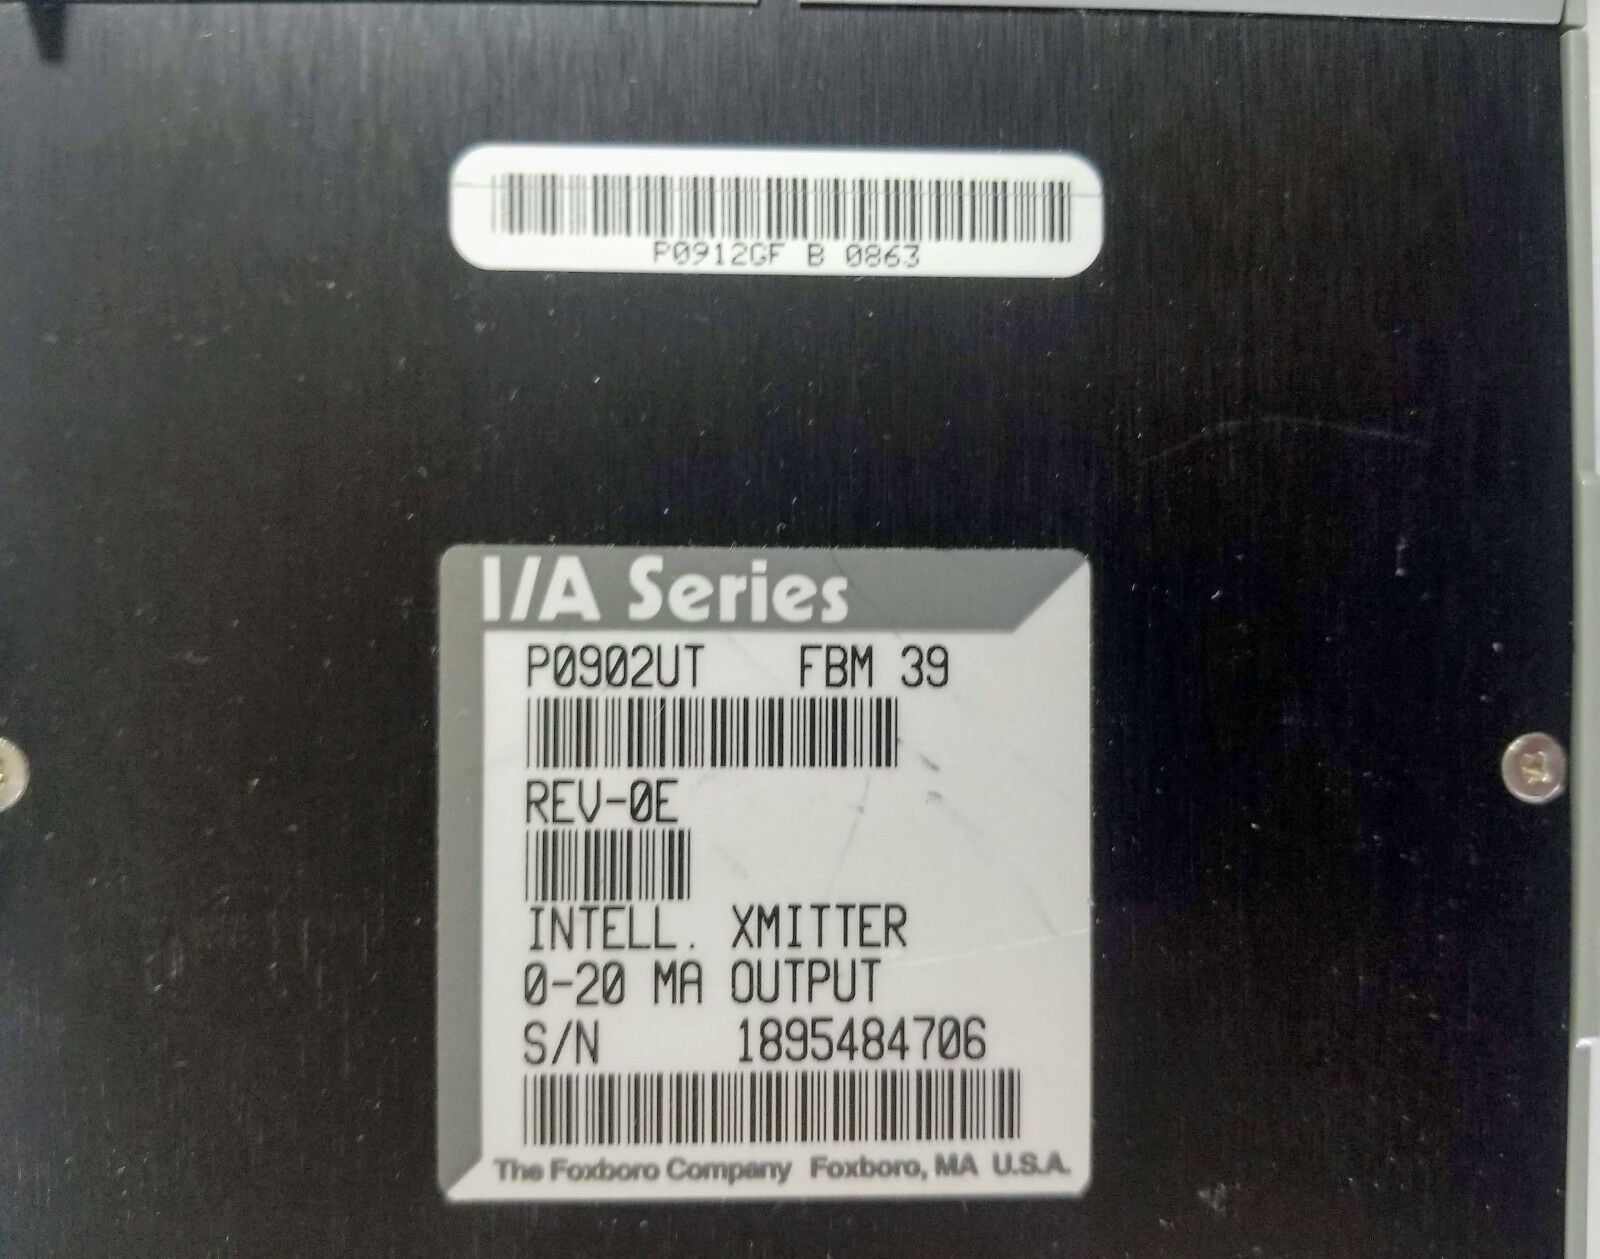 P0912GF B 0863
I/A Series
P0902UT FBM 39
REV-0E
INTELL. XMITTER
0-20 MA OUTPUT
S/N 1895484706
The Foxboro Company Foxboro, MA U.S.A.